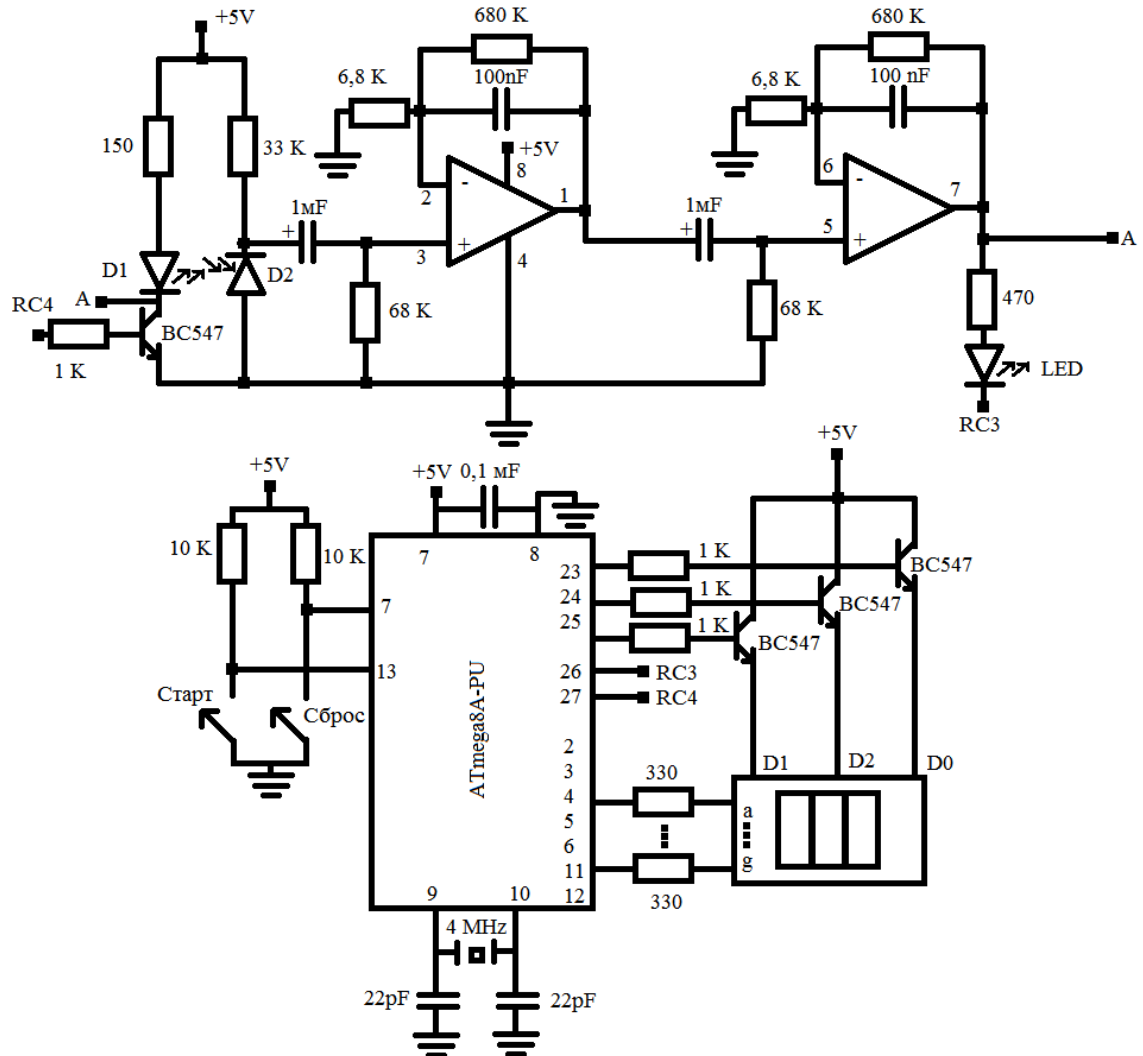 +5V
680 K
680 K
6,8 K
100nF
6,8 K
100 nF
150
33 K
+5V
8
2
-
1
6
-
7
1мF
1мF
+
3
+
4
+
5
+
A
D1
D2
A
RC4
BC547
68 K
68 K
470
1 K
LED
RC3
+5V
+5V
+5V
0,1 мF
10 K
10 K
7
8
23
1 K
BC547
7
24
1 K
BC547
25
1 K
BC547
13
26
RC3
27
RC4
Старт
Сброс
ATmega8A-PU
2
3
4
5
6
11
12
330
330
D1
D2
D0
a
g
9
10
4 MHz
22pF
22pF